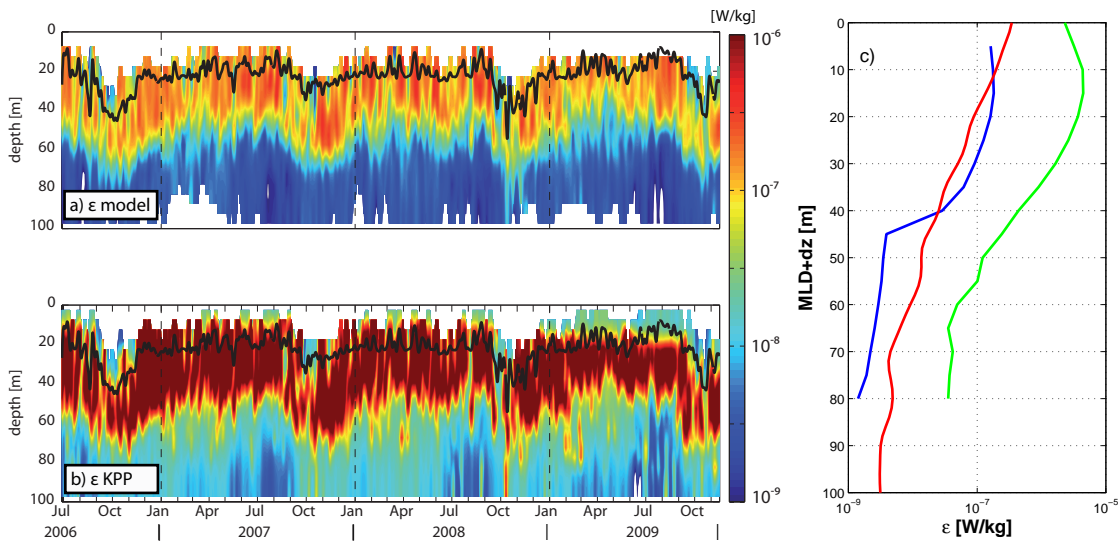 [W/kg]
0
20
40
60
80
100
depth [m]
a) ε model
0
20
40
60
80
100
depth [m]
b) ε KPP
Jul Oct Jan Apr Jul Oct Jan Apr Jul Oct Jan Apr Jul Oct
2006 | 2007 | 2008 | 2009 |
10⁻⁶
10⁻⁷
10⁻⁸
10⁻⁹
c)
0
10
20
30
40
50
60
70
80
90
100
MLD+dz [m]
10⁻⁹ 10⁻⁷ 10⁻⁵
ε [W/kg]